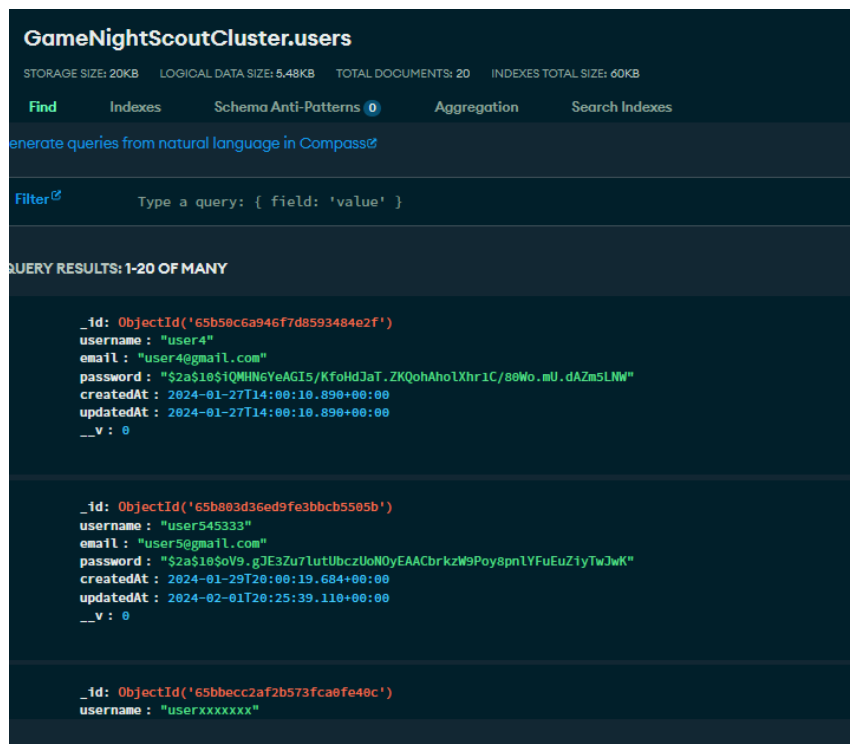 GameNightScoutCluster.users
STORAGE SIZE: 20KB LOGICAL DATA SIZE: 5.48KB TOTAL DOCUMENTS: 20 INDEXES TOTAL SIZE: 60KB
Find Indexes Schema Anti-Patterns 0 Aggregation Search Indexes
enerate queries from natural language in Compass
Filter Type a query: { field: 'value' }
QUERY RESULTS: 1-20 OF MANY
_id: ObjectId('65b50c6a946f7d8593484e2f')
username : "user4"
email : "user4@gmail.com"
password : "$2a$10$iQMHN6YeAGI5/KfoHdJaT.ZKQohAholXhr1C/80Wo.mU.dAZm5LNW"
createdAt : 2024-01-27T14:00:10.890+00:00
updatedAt : 2024-01-27T14:00:10.890+00:00
__v : 0
_id: ObjectId('65b803d36ed9fe3bbcb5505b')
username : "user545333"
email : "user5@gmail.com"
password : "$2a$10$oV9.gJE3Zu7lutUbczUoNOyEAACbrkzW9Poy8pnlYFuEuZiyTwJwK"
createdAt : 2024-01-29T20:00:19.684+00:00
updatedAt : 2024-02-01T20:25:39.110+00:00
__v : 0
_id: ObjectId('65bbecc2af2b573fca0fe40c')
username : "userxxxxxxx"